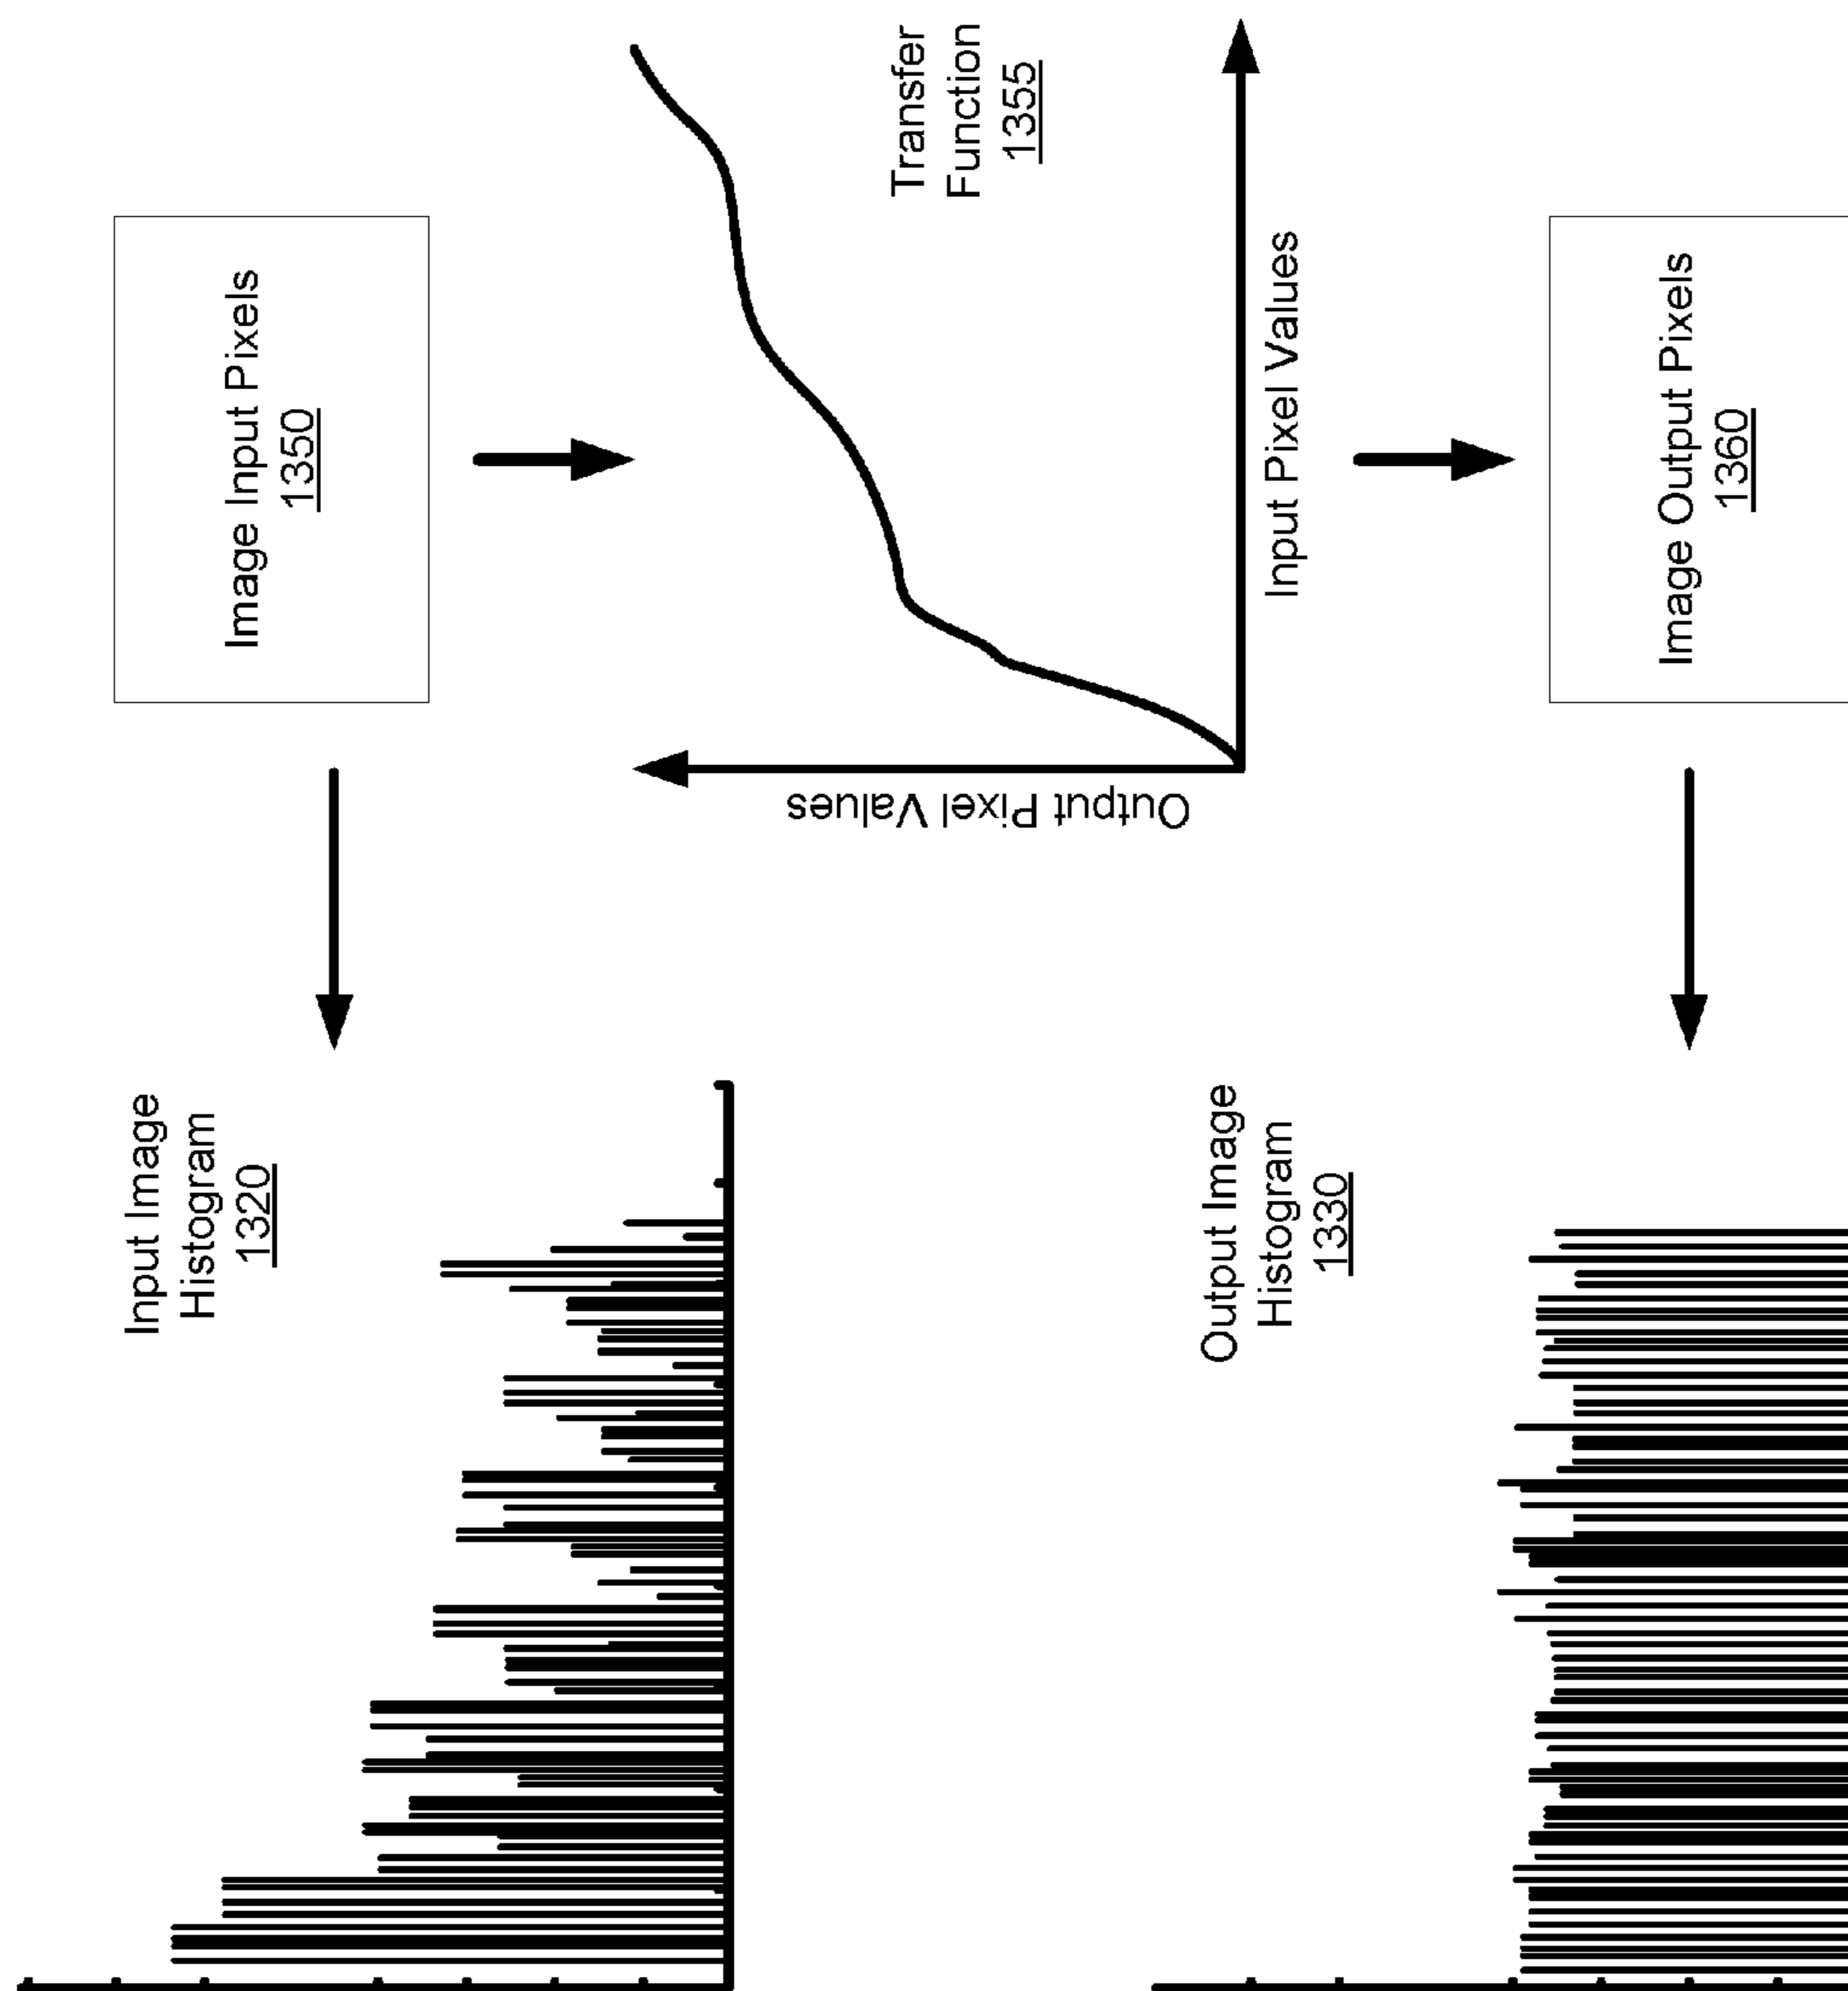 Input Image
Histogram
1320
Image Input Pixels
1350
Output Pixel Values
Transfer
Function
1355
Input Pixel Values
Output Image
Histogram
1330
Image Output Pixels
1360